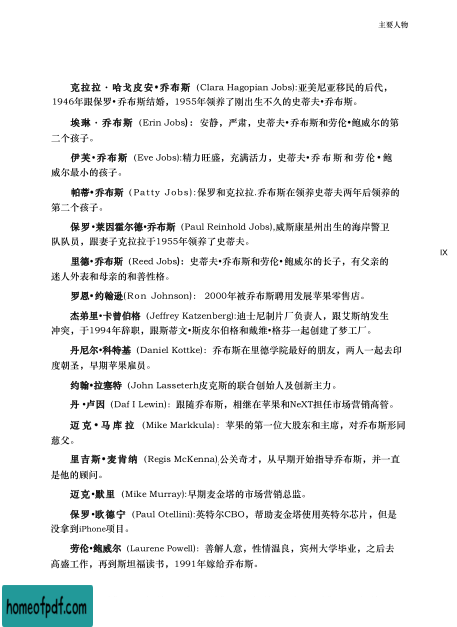 主要人物
克拉拉·哈戈皮安•乔布斯 (Clara Hagopian Jobs):亚美尼亚移民的后代，
1946年跟保罗•乔布斯结婚，1955年领养了刚出生不久的史蒂夫•乔布斯。
埃琳·乔布斯 (Erin Jobs)：安静，严肃，史蒂夫•乔布斯和劳伦•鲍威尔的第
二个孩子。
伊芙•乔布斯 (Eve Jobs):精力旺盛，充满活力，史蒂夫•乔布斯和劳伦•鲍
威尔最小的孩子。
帕蒂•乔布斯 (Patty Jobs):保罗和克拉拉.乔布斯在领养史蒂夫两年后领养的
第二个孩子。
保罗•莱因霍尔德•乔布斯 (Paul Reinhold Jobs),威斯康星州出生的海岸警卫
队队员，跟妻子克拉拉于1955年领养了史蒂夫。
里德•乔布斯 (Reed Jobs)：史蒂夫•乔布斯和劳伦•鲍威尔的长子，有父亲的
迷人外表和母亲的和善性格。
IX
罗恩•约翰逊(Ron Johnson)： 2000年被乔布斯聘用发展苹果零售店。
杰弗里•卡曾伯格 (Jeffrey Katzenberg):迪士尼制片厂负责人，跟艾斯纳发生
冲突，于1994年辞职，跟斯蒂文•斯皮尔伯格和戴维•格芬一起创建了梦工厂。
丹尼尔•科特基 (Daniel Kottke)：乔布斯在里德学院最好的朋友，两人一起去印
度朝圣，早期苹果雇员。
约翰•拉塞特 (John Lasseterh皮克斯的联合创始人及创新主力。
丹•卢因 (Daf I Lewin)：跟随乔布斯，相继在苹果和NeXT担任市场营销高管。
迈克•马库拉 (Mike Markkula)：苹果的第一位大股东和主席，对乔布斯形同
慈父。
里吉斯•麦肯纳 (Regis McKenna),公关奇才，从早期开始指导乔布斯，并一直
是他的顾问。
迈克•默里 (Mike Murray):早期麦金塔的市场营销总监。
保罗•欧德宁 (Paul Otellini):英特尔CBO，帮助麦金塔使用英特尔芯片，但是
没拿到iPhone项目。
劳伦•鲍威尔 (Laurene Powell)：善解人意，性情温良，宾州大学毕业，之后去
高盛工作，再到斯坦福读书，1991年嫁给乔布斯。
homeofpdf.com